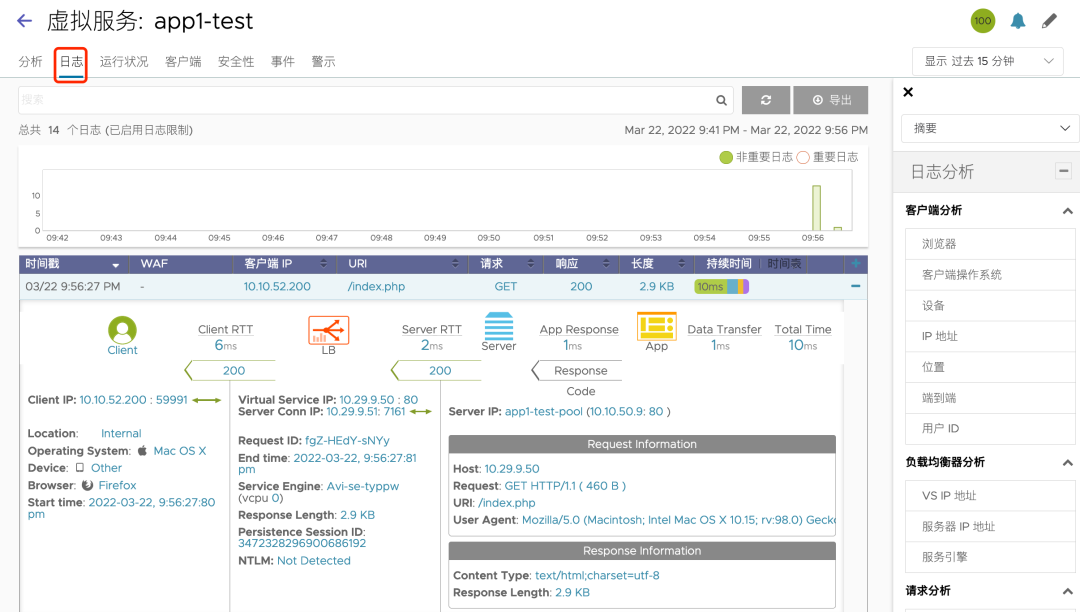 虚拟服务: app1-test
100
分析 日志 运行状况 客户端 安全性 事件 警示
显示 过去 15 分钟
搜索
导出
总共 14 个日志 (已启用日志限制)
Mar 22, 2022 9:41 PM - Mar 22, 2022 9:56 PM
非重要日志 重要日志
10
5
0
09:42 09:43 09:44 09:45 09:46 09:47 09:48 09:49 09:50 09:51 09:52 09:53 09:54 09:55 09:56
时间戳 WAF 客户端 IP URI 请求 响应 长度 持续时间 时间表
03/22 9:56:27 PM - 10.10.52.200 /index.php GET 200 2.9 KB 10ms
Client
Client RTT
6ms
LB
Server RTT
2ms
Server
App Response
1ms
App
Data Transfer
1ms
Total Time
10ms
200
200
Response
Code
Client IP: 10.10.52.200 : 59991
Location: Internal
Operating System: Mac OS X
Device: Other
Browser: Firefox
Start time: 2022-03-22, 9:56:27:80
pm
Virtual Service IP: 10.29.9.50 : 80
Server Conn IP: 10.29.9.51: 7161
Request ID: fgZ-HEdY-sNYy
End time: 2022-03-22, 9:56:27:81
pm
Service Engine: Avi-se-typpw
(vcpu 0)
Response Length: 2.9 KB
Persistence Session ID:
3472328296900686192
NTLM: Not Detected
Server IP: app1-test-pool (10.10.50.9: 80 )
Request Information
Host: 10.29.9.50
Request: GET HTTP/1.1 ( 460 B )
URI: /index.php
User Agent: Mozilla/5.0 (Macintosh; Intel Mac OS X 10.15; rv:98.0) Gecko
Response Information
Content Type: text/html;charset=utf-8
Response Length: 2.9 KB
摘要
日志分析
客户端分析
浏览器
客户端操作系统
设备
IP 地址
位置
端到端
用户 ID
负载均衡器分析
VS IP 地址
服务器 IP 地址
服务引擎
请求分析